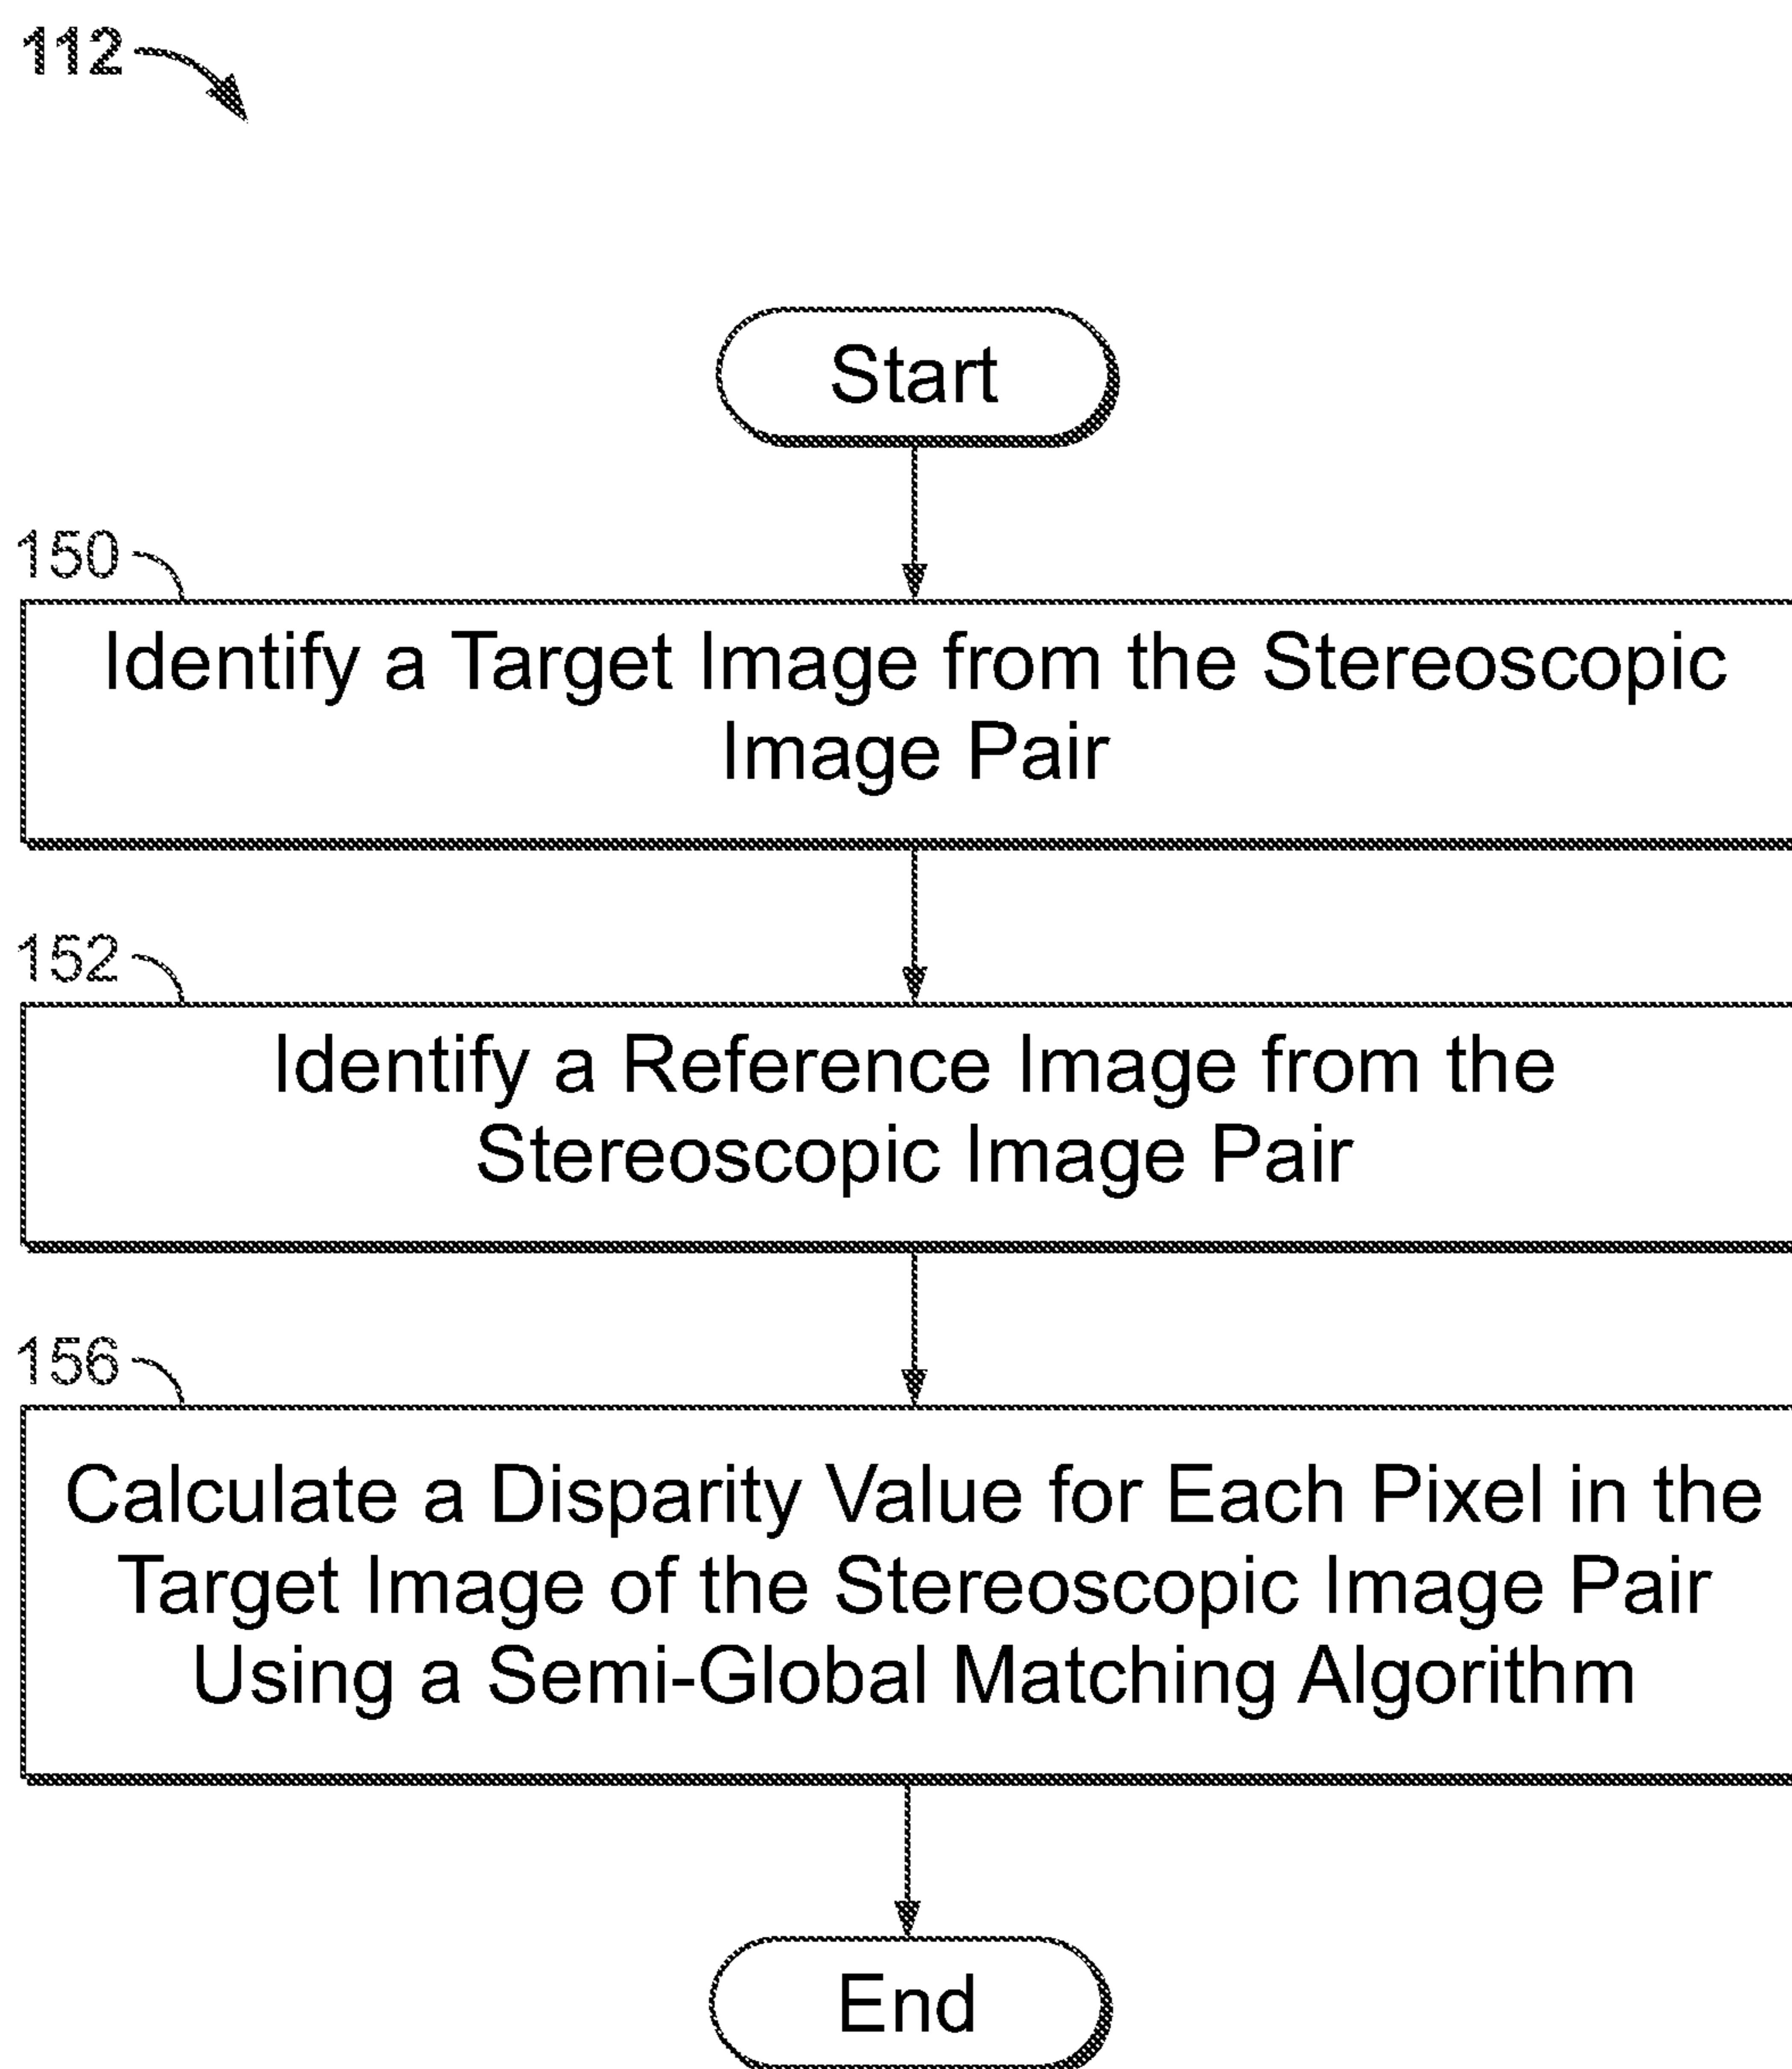 112
Start
150
Identify a Target Image from the Stereoscopic
Image Pair
152
Identify a Reference Image from the
Stereoscopic Image Pair
156
Calculate a Disparity Value for Each Pixel in the
Target Image of the Stereoscopic Image Pair
Using a Semi-Global Matching Algorithm
End